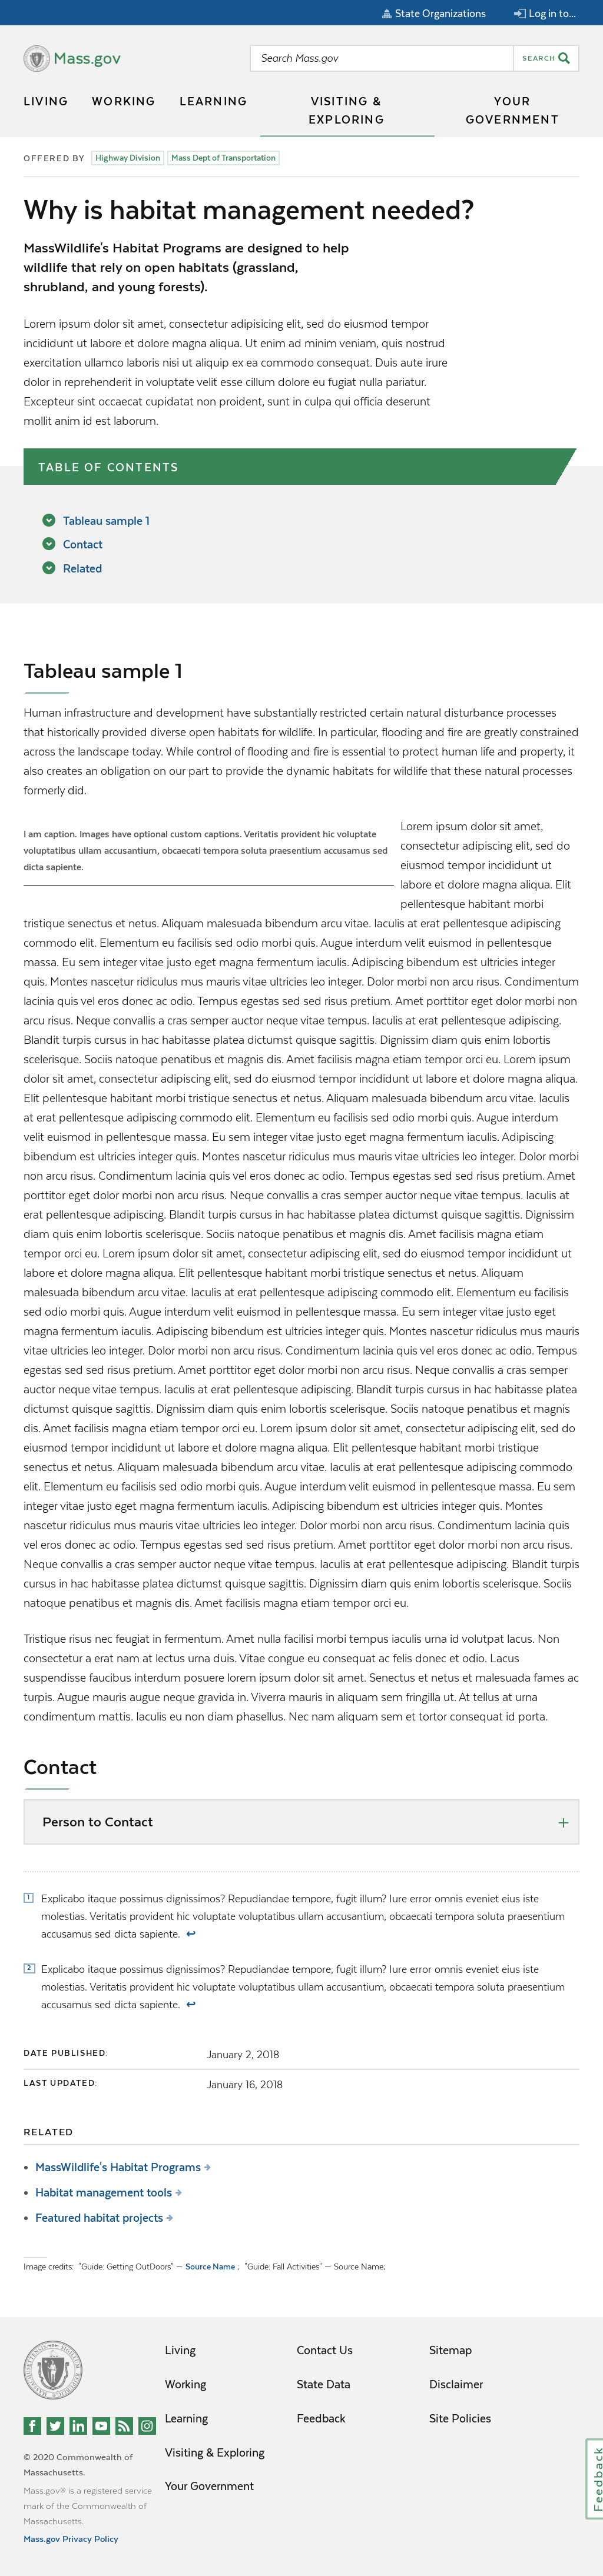 State Organizations
Log in to...
Mass.gov
Search Mass.gov
SEARCH
LIVING
WORKING
LEARNING
VISITING &
EXPLORING
YOUR
GOVERNMENT
OFFERED BY
Highway Division
Mass Dept of Transportation
Why is habitat management needed?
MassWildlife's Habitat Programs are designed to help
wildlife that rely on open habitats (grassland,
shrubland, and young forests).
Lorem ipsum dolor sit amet, consectetur adipisicing elit, sed do eiusmod tempor
incididunt ut labore et dolore magna aliqua. Ut enim ad minim veniam, quis nostrud
exercitation ullamco laboris nisi ut aliquip ex ea commodo consequat. Duis aute irure
dolor in reprehenderit in voluptate velit esse cillum dolore eu fugiat nulla pariatur.
Excepteur sint occaecat cupidatat non proident, sunt in culpa qui officia deserunt
mollit anim id est laborum.
TABLE OF CONTENTS
Tableau sample 1
Contact
Related
Tableau sample 1
Human infrastructure and development have substantially restricted certain natural disturbance processes
that historically provided diverse open habitats for wildlife. In particular, flooding and fire are greatly constrained
across the landscape today. While control of flooding and fire is essential to protect human life and property, it
also creates an obligation on our part to provide the dynamic habitats for wildlife that these natural processes
formerly did.
I am caption. Images have optional custom captions. Veritatis provident hic voluptate
voluptatibus ullam accusantium, obcaecati tempora soluta praesentium accusamus sed
dicta sapiente.
Lorem ipsum dolor sit amet,
consectetur adipiscing elit, sed do
eiusmod tempor incididunt ut
labore et dolore magna aliqua. Elit
pellentesque habitant morbi
tristique senectus et netus. Aliquam malesuada bibendum arcu vitae. Iaculis at erat pellentesque adipiscing
commodo elit. Elementum eu facilisis sed odio morbi quis. Augue interdum velit euismod in pellentesque
massa. Eu sem integer vitae justo eget magna fermentum iaculis. Adipiscing bibendum est ultricies integer
quis. Montes nascetur ridiculus mus mauris vitae ultricies leo integer. Dolor morbi non arcu risus. Condimentum
lacinia quis vel eros donec ac odio. Tempus egestas sed sed risus pretium. Amet porttitor eget dolor morbi non
arcu risus. Neque convallis a cras semper auctor neque vitae tempus. Iaculis at erat pellentesque adipiscing.
Blandit turpis cursus in hac habitasse platea dictumst quisque sagittis. Dignissim diam quis enim lobortis
scelerisque. Sociis natoque penatibus et magnis dis. Amet facilisis magna etiam tempor orci eu. Lorem ipsum
dolor sit amet, consectetur adipiscing elit, sed do eiusmod tempor incididunt ut labore et dolore magna aliqua.
Elit pellentesque habitant morbi tristique senectus et netus. Aliquam malesuada bibendum arcu vitae. Iaculis
at erat pellentesque adipiscing commodo elit. Elementum eu facilisis sed odio morbi quis. Augue interdum
velit euismod in pellentesque massa. Eu sem integer vitae justo eget magna fermentum iaculis. Adipiscing
bibendum est ultricies integer quis. Montes nascetur ridiculus mus mauris vitae ultricies leo integer. Dolor morbi
non arcu risus. Condimentum lacinia quis vel eros donec ac odio. Tempus egestas sed sed risus pretium. Amet
porttitor eget dolor morbi non arcu risus. Neque convallis a cras semper auctor neque vitae tempus. Iaculis at
erat pellentesque adipiscing. Blandit turpis cursus in hac habitasse platea dictumst quisque sagittis. Dignissim
diam quis enim lobortis scelerisque. Sociis natoque penatibus et magnis dis. Amet facilisis magna etiam
tempor orci eu. Lorem ipsum dolor sit amet, consectetur adipiscing elit, sed do eiusmod tempor incididunt ut
labore et dolore magna aliqua. Elit pellentesque habitant morbi tristique senectus et netus. Aliquam
malesuada bibendum arcu vitae. Iaculis at erat pellentesque adipiscing commodo elit. Elementum eu facilisis
sed odio morbi quis. Augue interdum velit euismod in pellentesque massa. Eu sem integer vitae justo eget
magna fermentum iaculis. Adipiscing bibendum est ultricies integer quis. Montes nascetur ridiculus mus mauris
vitae ultricies leo integer. Dolor morbi non arcu risus. Condimentum lacinia quis vel eros donec ac odio. Tempus
egestas sed sed risus pretium. Amet porttitor eget dolor morbi non arcu risus. Neque convallis a cras semper
auctor neque vitae tempus. Iaculis at erat pellentesque adipiscing. Blandit turpis cursus in hac habitasse platea
dictumst quisque sagittis. Dignissim diam quis enim lobortis scelerisque. Sociis natoque penatibus et magnis
dis. Amet facilisis magna etiam tempor orci eu. Lorem ipsum dolor sit amet, consectetur adipiscing elit, sed do
eiusmod tempor incididunt ut labore et dolore magna aliqua. Elit pellentesque habitant morbi tristique
senectus et netus. Aliquam malesuada bibendum arcu vitae. Iaculis at erat pellentesque adipiscing commodo
elit. Elementum eu facilisis sed odio morbi quis. Augue interdum velit euismod in pellentesque massa. Eu sem
integer vitae justo eget magna fermentum iaculis. Adipiscing bibendum est ultricies integer quis. Montes
nascetur ridiculus mus mauris vitae ultricies leo integer. Dolor morbi non arcu risus. Condimentum lacinia quis
vel eros donec ac odio. Tempus egestas sed sed risus pretium. Amet porttitor eget dolor morbi non arcu risus.
Neque convallis a cras semper auctor neque vitae tempus. Iaculis at erat pellentesque adipiscing. Blandit turpis
cursus in hac habitasse platea dictumst quisque sagittis. Dignissim diam quis enim lobortis scelerisque. Sociis
natoque penatibus et magnis dis. Amet facilisis magna etiam tempor orci eu.
Tristique risus nec feugiat in fermentum. Amet nulla facilisi morbi tempus iaculis urna id volutpat lacus. Non
consectetur a erat nam at lectus urna duis. Vitae congue eu consequat ac felis donec et odio. Lacus
suspendisse faucibus interdum posuere lorem ipsum dolor sit amet. Senectus et netus et malesuada fames ac
turpis. Augue mauris augue neque gravida in. Viverra mauris in aliquam sem fringilla ut. At tellus at urna
condimentum mattis. Iaculis eu non diam phasellus. Nec nam aliquam sem et tortor consequat id porta.
Contact
Person to Contact
1 Explicabo itaque possimus dignissimos? Repudiandae tempore, fugit illum? Iure error omnis eveniet eius iste
molestias. Veritatis provident hic voluptate voluptatibus ullam accusantium, obcaecati tempora soluta praesentium
accusamus sed dicta sapiente. ↩
2 Explicabo itaque possimus dignissimos? Repudiandae tempore, fugit illum? Iure error omnis eveniet eius iste
molestias. Veritatis provident hic voluptate voluptatibus ullam accusantium, obcaecati tempora soluta praesentium
accusamus sed dicta sapiente. ↩
DATE PUBLISHED: January 2, 2018
LAST UPDATED: January 16, 2018
RELATED
MassWildlife's Habitat Programs
Habitat management tools
Featured habitat projects
Image credits: "Guide: Getting OutDoors" — Source Name ; "Guide: Fall Activities" — Source Name;
Living
Working
Learning
Visiting & Exploring
Your Government
Contact Us
State Data
Feedback
Sitemap
Disclaimer
Site Policies
© 2020 Commonwealth of
Massachusetts.
Mass.gov® is a registered service
mark of the Commonwealth of
Massachusetts.
Mass.gov Privacy Policy
Feedback